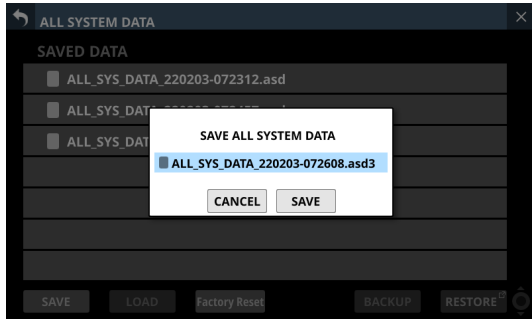 ALL SYSTEM DATA
SAVED DATA
ALL_SYS_DATA_220203-072312.asd
ALL_SYS_DAT
ALL_SYS_DAT
SAVE ALL SYSTEM DATA
ALL_SYS_DATA_220203-072608.asd3
CANCEL SAVE
SAVE LOAD Factory Reset BACKUP RESTORE